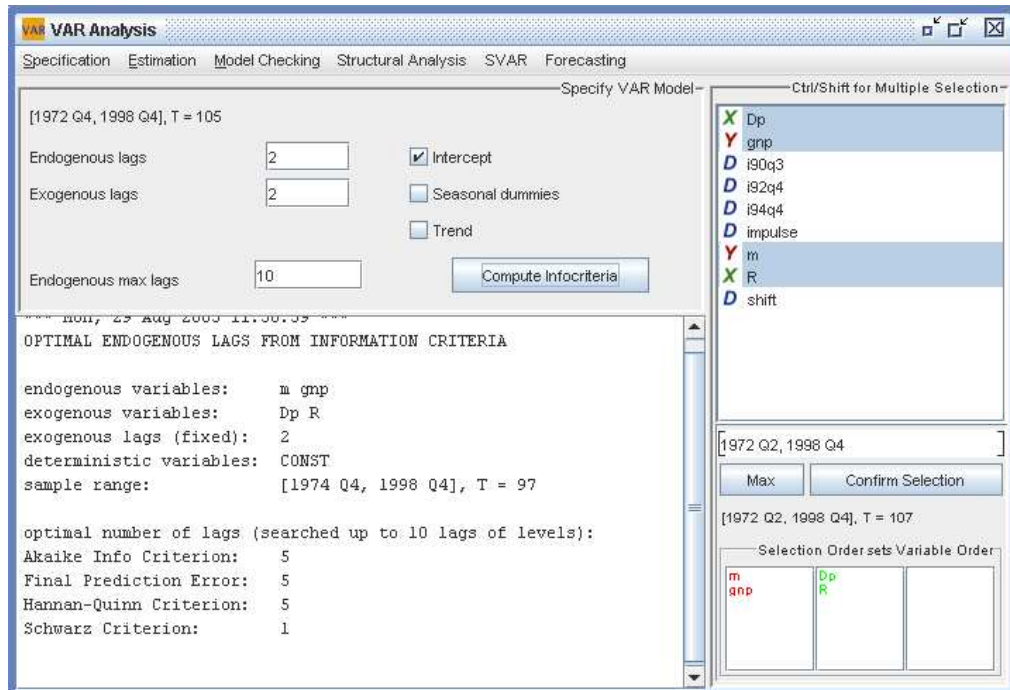 VAR VAR Analysis
Specification Estimation Model Checking Structural Analysis SVAR Forecasting
Specify VAR Model
[1972 Q4, 1998 Q4], T = 105
Endogenous lags 2 Intercept
Exogenous lags 2 Seasonal dummies
Trend
Endogenous max lags 10 Compute Infocriteria
OPTIMAL ENDOGENOUS LAGS FROM INFORMATION CRITERIA
endogenous variables: m gnp
exogenous variables: Dp R
exogenous lags (fixed): 2
deterministic variables: CONST
sample range: [1974 Q4, 1998 Q4], T = 97
optimal number of lags (searched up to 10 lags of levels):
Akaike Info Criterion: 5
Final Prediction Error: 5
Hannan-Quinn Criterion: 5
Schwarz Criterion: 1
Ctrl/Shift for Multiple Selection
X Dp
Y gnp
D i90q3
D i92q4
D i94q4
D impulse
Y m
X R
D shift
[1972 Q2, 1998 Q4]
Max Confirm Selection
[1972 Q2, 1998 Q4], T = 107
Selection Order sets Variable Order
m Dp
gnp R